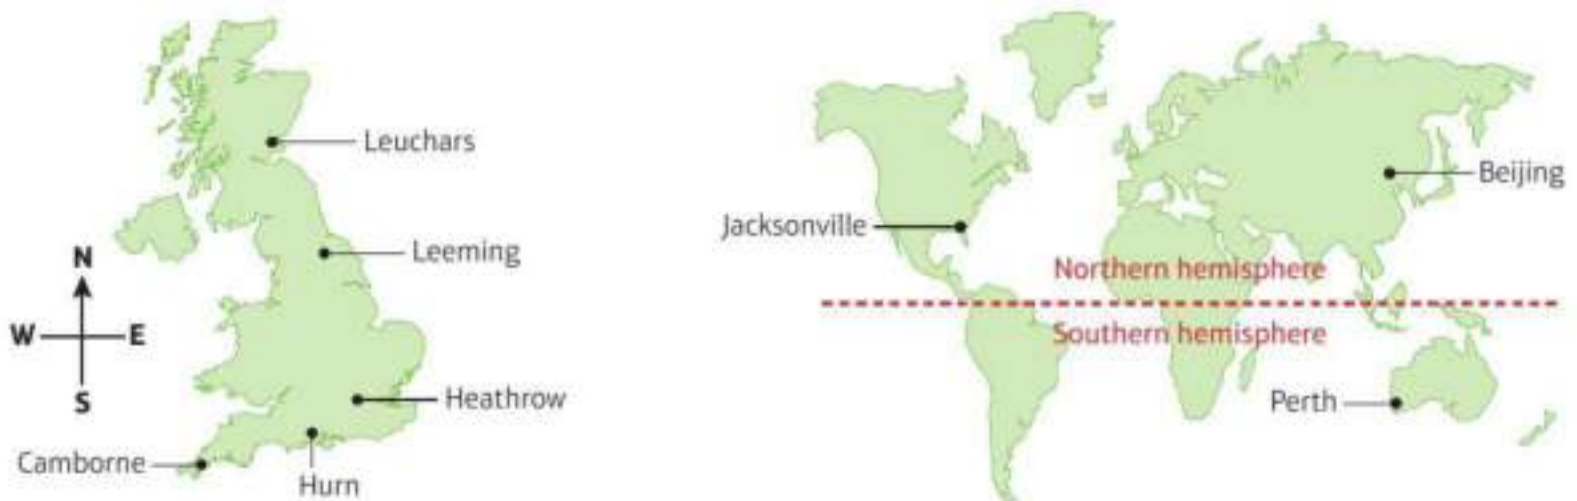 Leuchars
Leeming
N
W
E
S
Heathrow
Camborne
Hurn
Beijing
Jacksonville
Northern hemisphere
Southern hemisphere
Perth